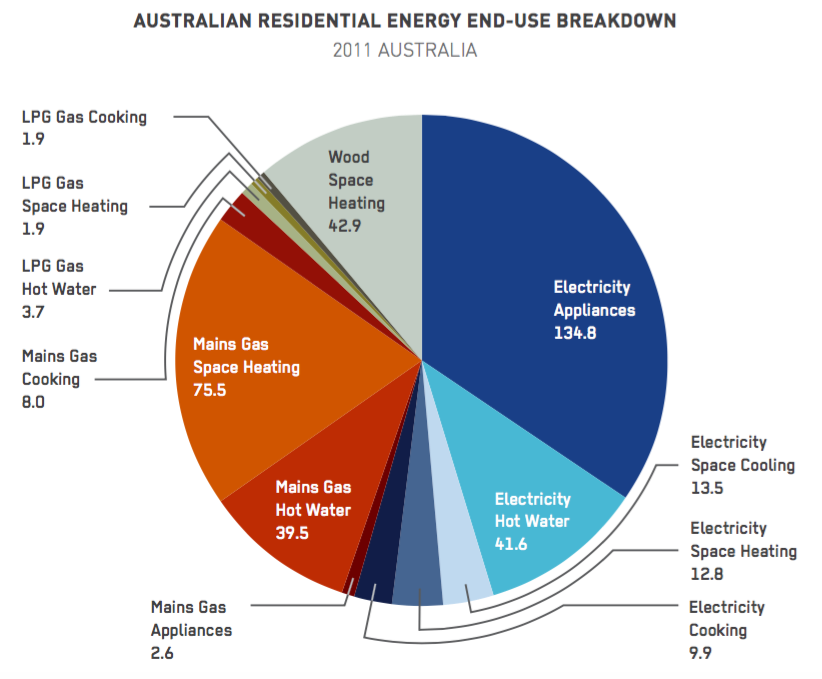 AUSTRALIAN RESIDENTIAL ENERGY END-USE BREAKDOWN
2011 AUSTRALIA
LPG Gas Cooking
1.9
LPG Gas
Space Heating
1.9
LPG Gas
Hot Water
3.7
Mains Gas
Cooking
8.0
Wood
Space
Heating
42.9
Electricity
Appliances
134.8
Mains Gas
Space Heating
75.5
Mains Gas
Hot Water
39.5
Electricity
Hot Water
41.6
Electricity
Space Cooling
13.5
Electricity
Space Heating
12.8
Electricity
Cooking
9.9
Mains Gas
Appliances
2.6